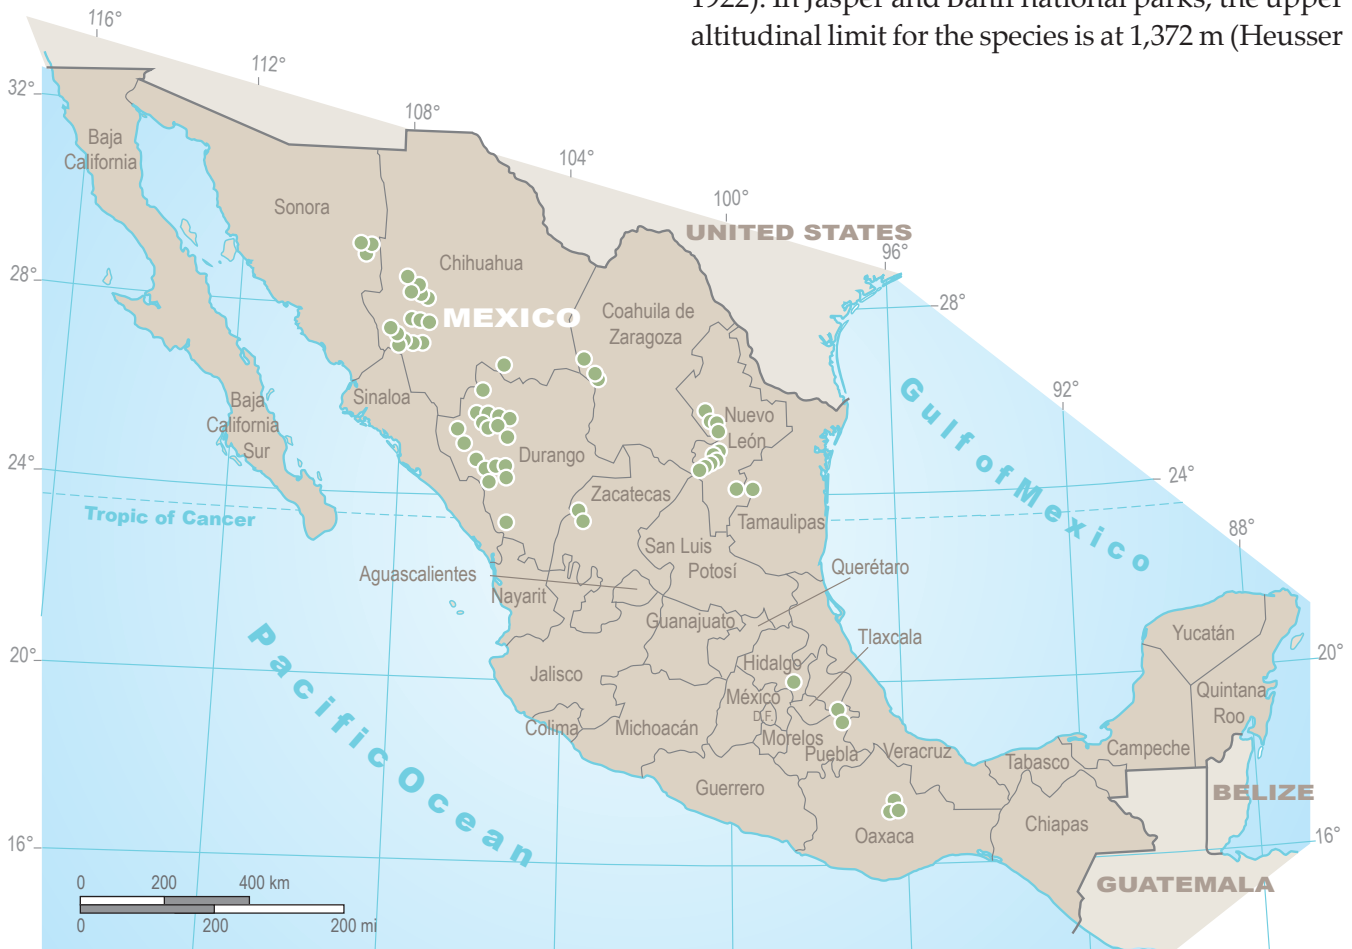 1922). In Jasper and Banff national parks, the upper
altitudinal limit for the species is at 1,372 m (Heusser
116°
112°
108°
104°
100°
96°
92°
88°
32°
28°
24°
20°
16°
28°
24°
20°
16°
Baja
California
Sonora
Chihuahua
UNITED STATES
MEXICO
Coahuila de
Zaragoza
Baja
California
Sur
Sinaloa
Nuevo
León
Durango
Zacatecas
Tamaulipas
Tropic of Cancer
Gulf of Mexico
San Luis
Potosí
Aguascalientes
Nayarit
Querétaro
Guanajuato
Tlaxcala
Hidalgo
Yucatán
Jalisco
México
D.F.
Quintana
Roo
Colima
Michoacán
Morelos
Puebla
Veracruz
Tabasco
Campeche
Guerrero
BELIZE
Oaxaca
Chiapas
GUATEMALA
Pacific Ocean
0 200 400 km
0 200 200 mi